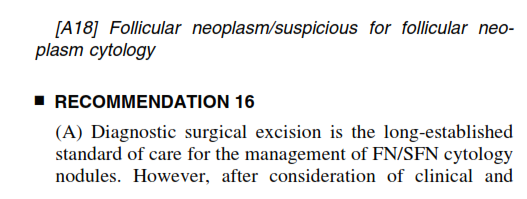 [A18] Follicular neoplasm/suspicious for follicular neo-
plasm cytology
■ RECOMMENDATION 16
(A) Diagnostic surgical excision is the long-established
standard of care for the management of FN/SFN cytology
nodules. However, after consideration of clinical and